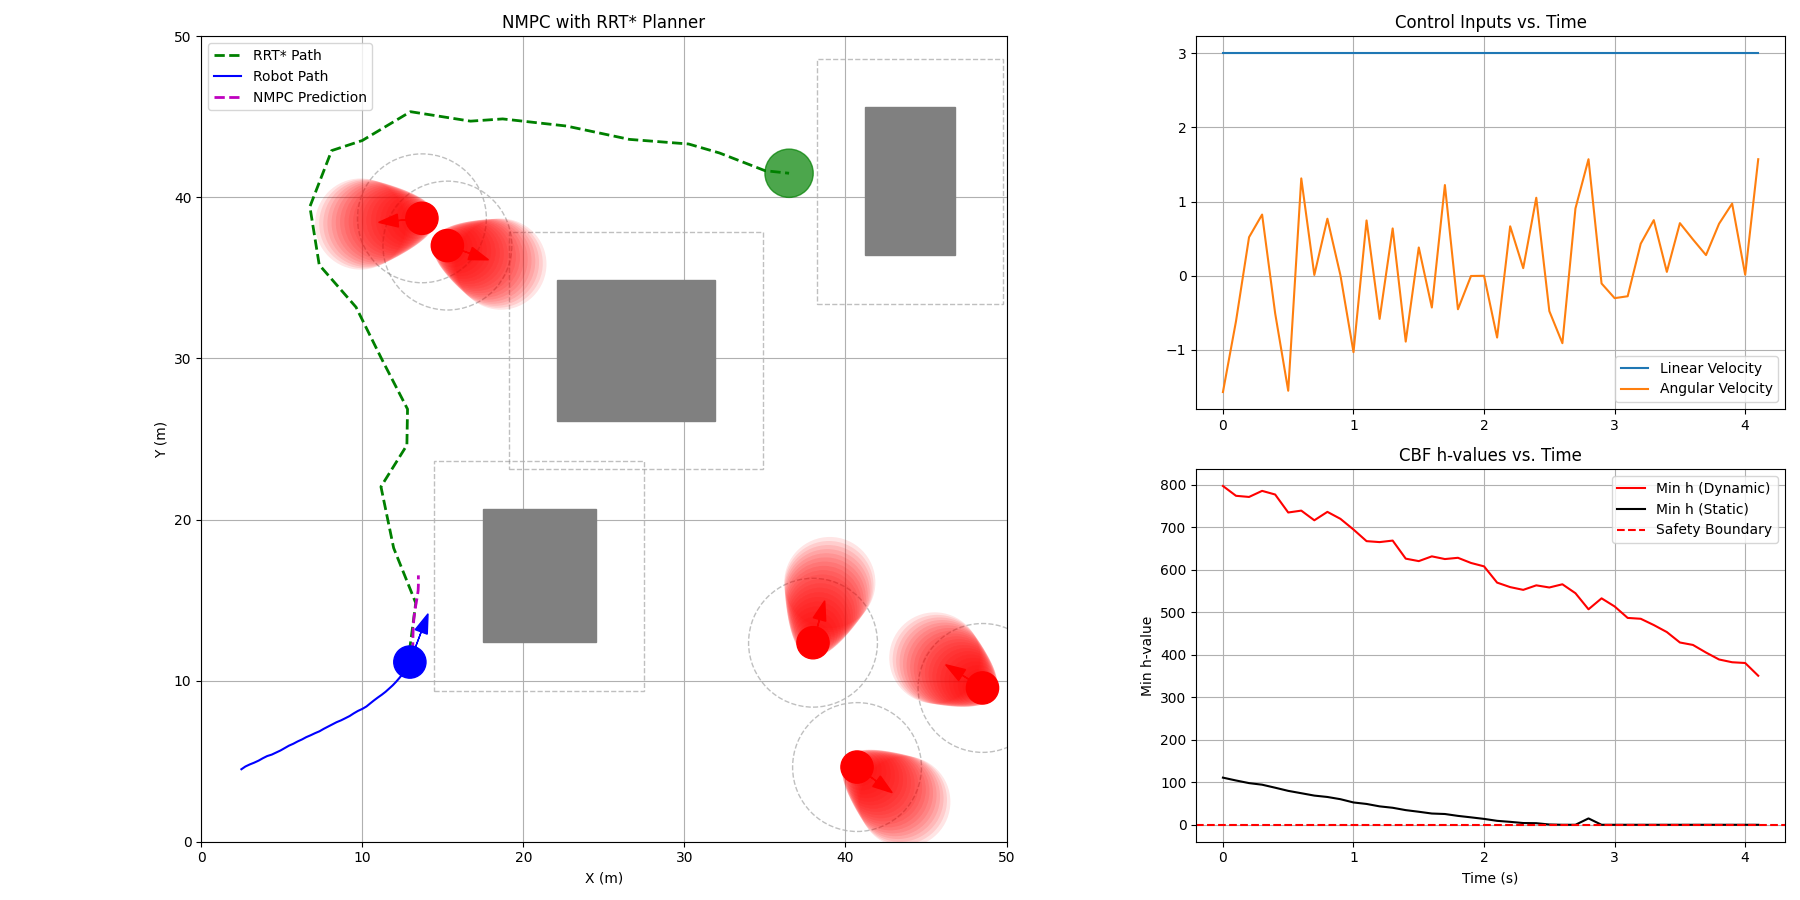 NMPC with RRT* Planner
50
40
30
20
10
0
Y (m)
RRT* Path
Robot Path
NMPC Prediction
0
10
20
30
40
50
X (m)
Control Inputs vs. Time
3
2
1
0
−1
Linear Velocity
Angular Velocity
0
1
2
3
4
CBF h-values vs. Time
800
700
600
500
400
300
200
100
0
Min h-value
Min h (Dynamic)
Min h (Static)
Safety Boundary
0
1
2
3
4
Time (s)